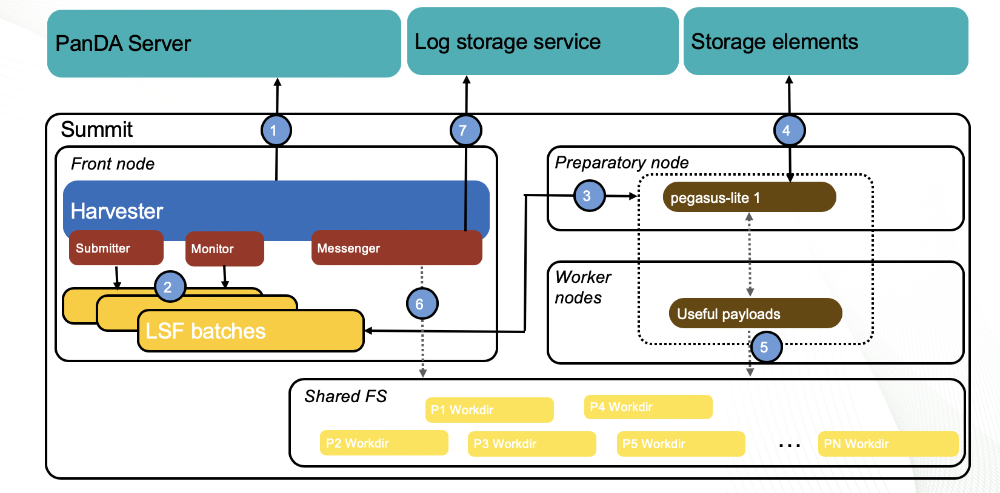 PanDA Server
Log storage service
Storage elements
Summit
1
7
4
Front node
Preparatory node
Harvester
3
pegasus-lite 1
Submitter
Monitor
Messenger
2
6
Worker
nodes
LSF batches
Useful payloads
5
Shared FS
P1 Workdir
P4 Workdir
P2 Workdir
P3 Workdir
P5 Workdir
...
PN Workdir